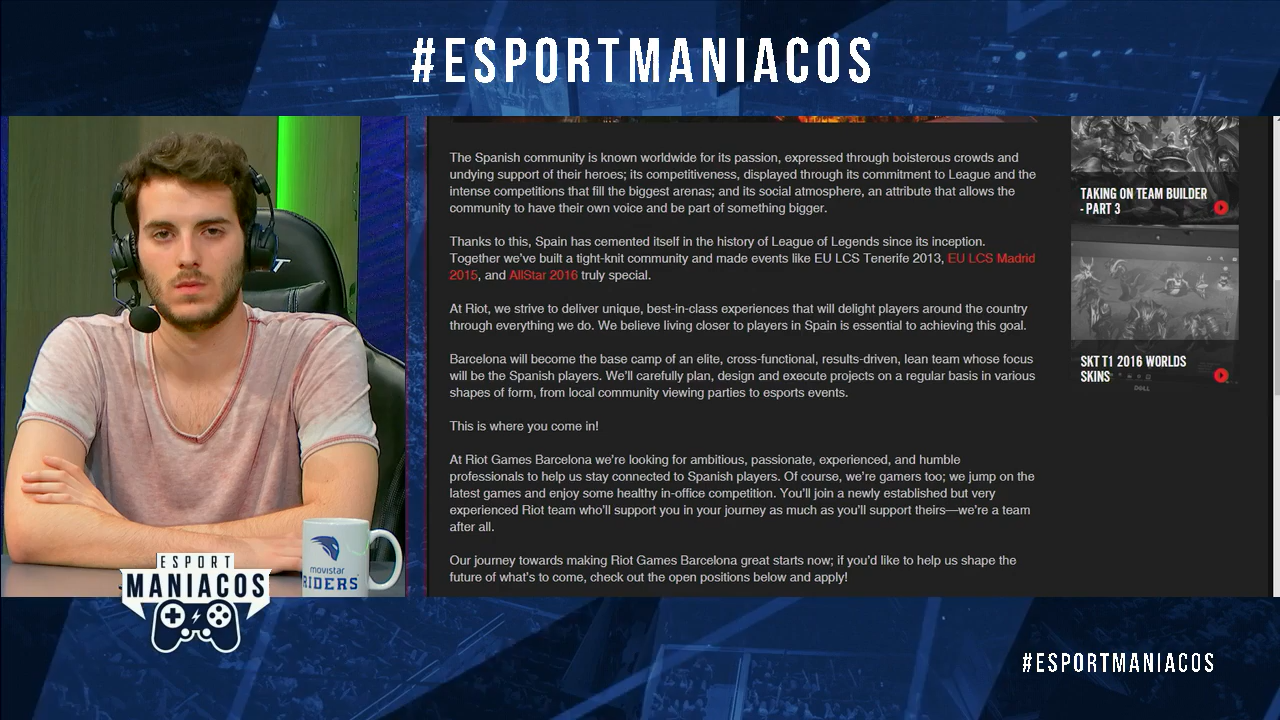 #ESPORTMANIACOS
The Spanish community is known worldwide for its passion, expressed through boisterous crowds and
undying support of their heroes; its competitiveness, displayed through its commitment to League and the
intense competitions that fill the biggest arenas; and its social atmosphere, an attribute that allows the
community to have their own voice and be part of something bigger.
Thanks to this, Spain has cemented itself in the history of League of Legends since its inception.
Together we've built a tight-knit community and made events like EU LCS Tenerife 2013, EU LCS Madrid
2015, and AllStar 2016 truly special.
At Riot, we strive to deliver unique, best-in-class experiences that will delight players around the country
through everything we do. We believe living closer to players in Spain is essential to achieving this goal.
Barcelona will become the base camp of an elite, cross-functional, results-driven, lean team whose focus
will be the Spanish players. We'll carefully plan, design and execute projects on a regular basis in various
shapes of form, from local community viewing parties to esports events.
This is where you come in!
At Riot Games Barcelona we're looking for ambitious, passionate, experienced, and humble
professionals to help us stay connected to Spanish players. Of course, we're gamers too; we jump on the
latest games and enjoy some healthy in-office competition. You'll join a newly established but very
experienced Riot team who'll support you in your journey as much as you'll support theirs—we're a team
after all.
Our journey towards making Riot Games Barcelona great starts now; if you'd like to help us shape the
future of what's to come, check out the open positions below and apply!
TAKING ON TEAM BUILDER
- PART 3
SKT T1 2016 WORLDS
SKINS
DELL
movistar
RIDERS
ESPORT
MANIACOS
#ESPORTMANIACOS